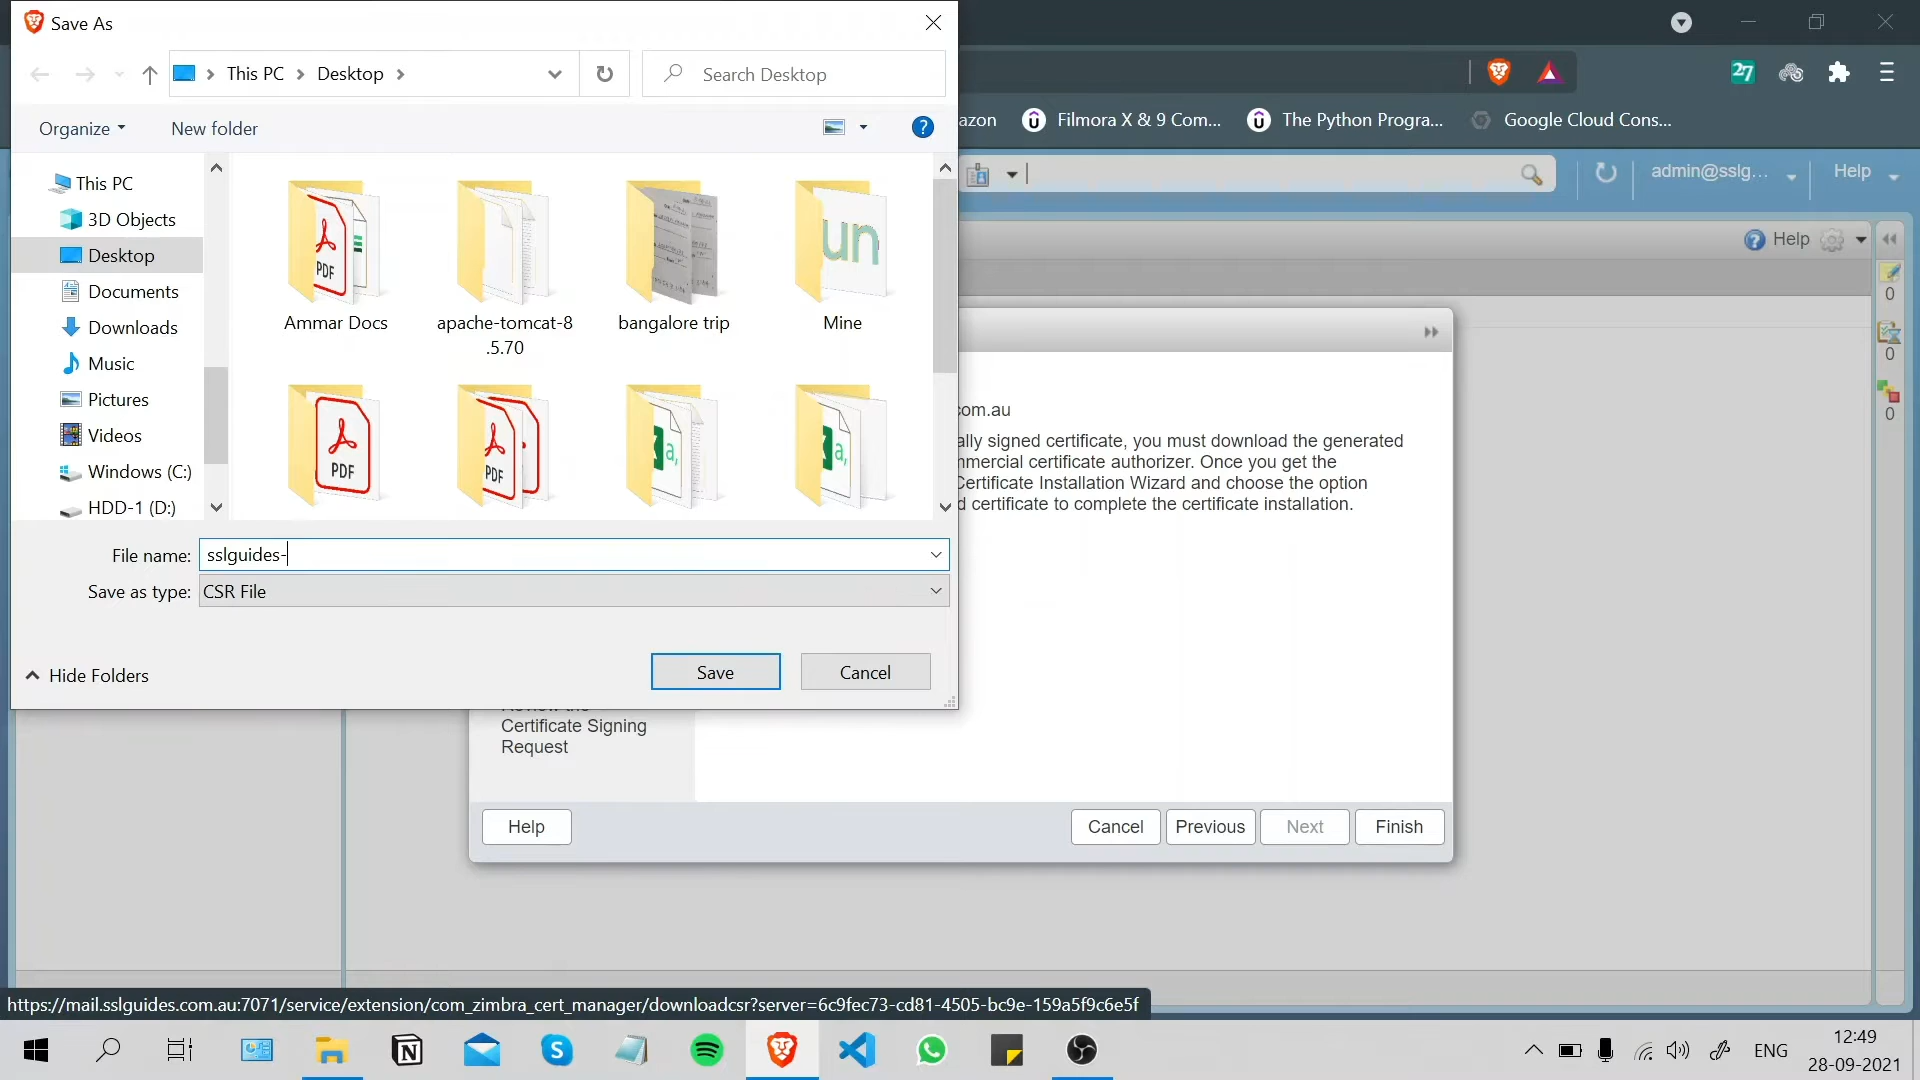 Save As
This PC
Desktop
Search Desktop
Organize
New folder
This PC
3D Objects
Desktop
Documents
Downloads
Music
Pictures
Videos
Windows (C:)
HDD-1 (D:)
Ammar Docs
apache-tomcat-8
.5.70
bangalore trip
Mine
PDF
un
PDF
PDF
a,
a,
File name:
sslguides-
Save as type:
CSR File
Hide Folders
Save
Cancel
27
azon
Filmora X & 9 Com...
The Python Progra...
Google Cloud Cons...
admin@sslg...
Help
Help
0
0
0
com.au
ally signed certificate, you must download the generated
mmercial certificate authorizer. Once you get the
Certificate Installation Wizard and choose the option
d certificate to complete the certificate installation.
Certificate Signing
Request
Help
Cancel
Previous
Next
Finish
https://mail.sslguides.com.au:7071/service/extension/com_zimbra_cert_manager/downloadcsr?server=6c9fec73-cd81-4505-bc9e-159a5f9c6e5f
ENG
12:49
28-09-2021